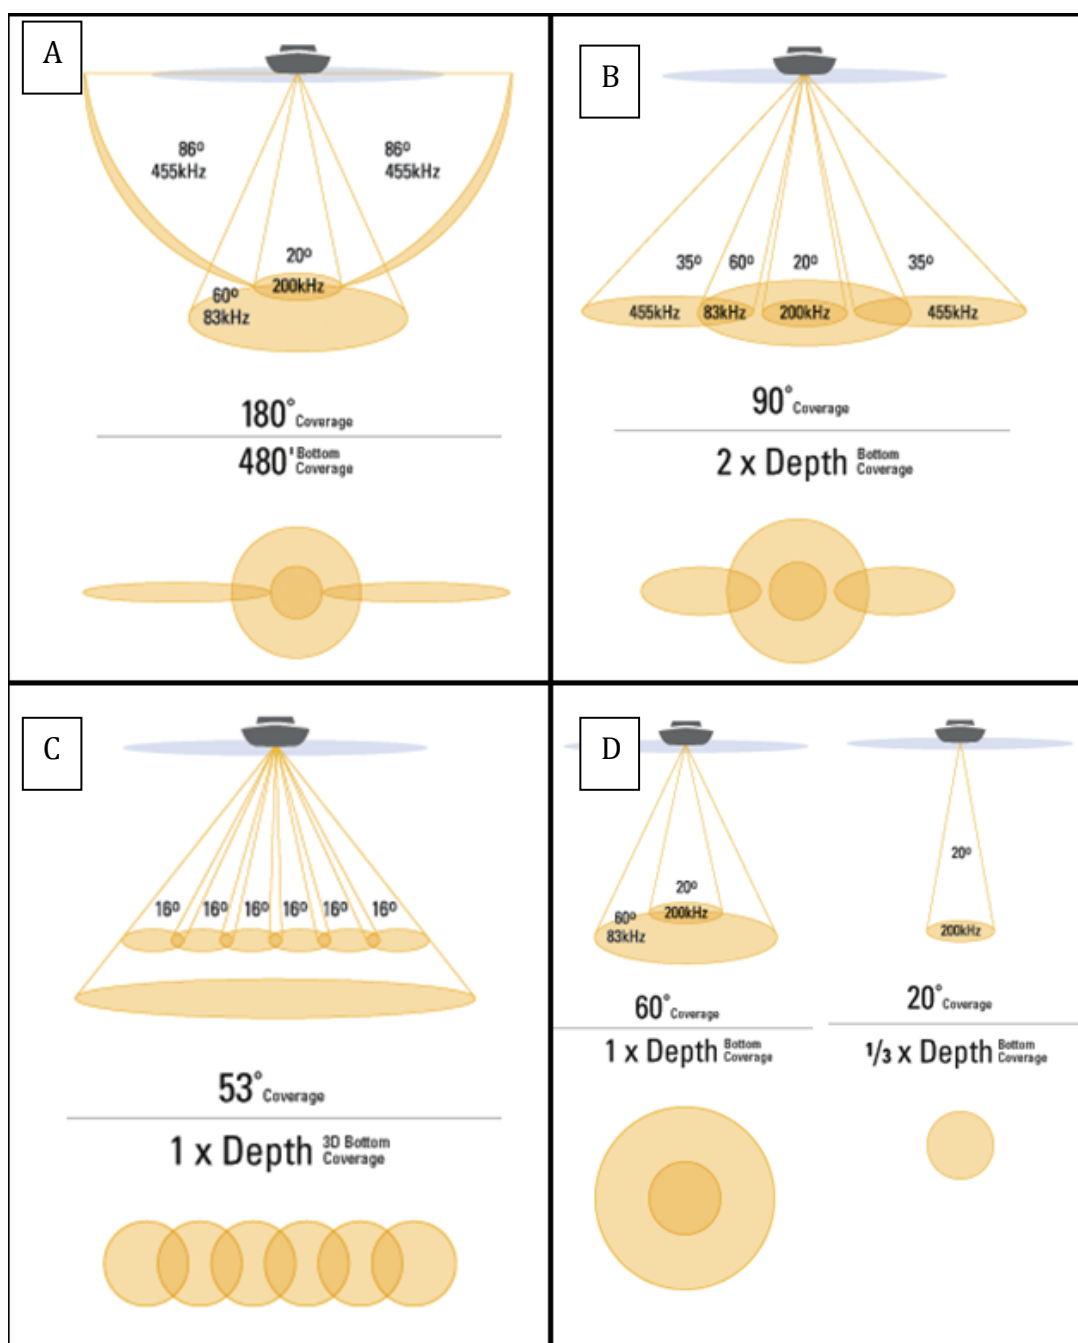 A
86º
455kHz
86º
455kHz
20º
200kHz
60º
83kHz
180° Coverage
480' Bottom Coverage
B
35º
60º
20º
35º
455kHz
83kHz
200kHz
455kHz
90° Coverage
2 x Depth Bottom Coverage
C
16º 16º 16º 16º 16º 16º
53° Coverage
1 x Depth 3D Bottom Coverage
D
20º
200kHz
60º
83kHz
60° Coverage
1 x Depth Bottom Coverage
20º
200kHz
20° Coverage
1/3 x Depth Bottom Coverage